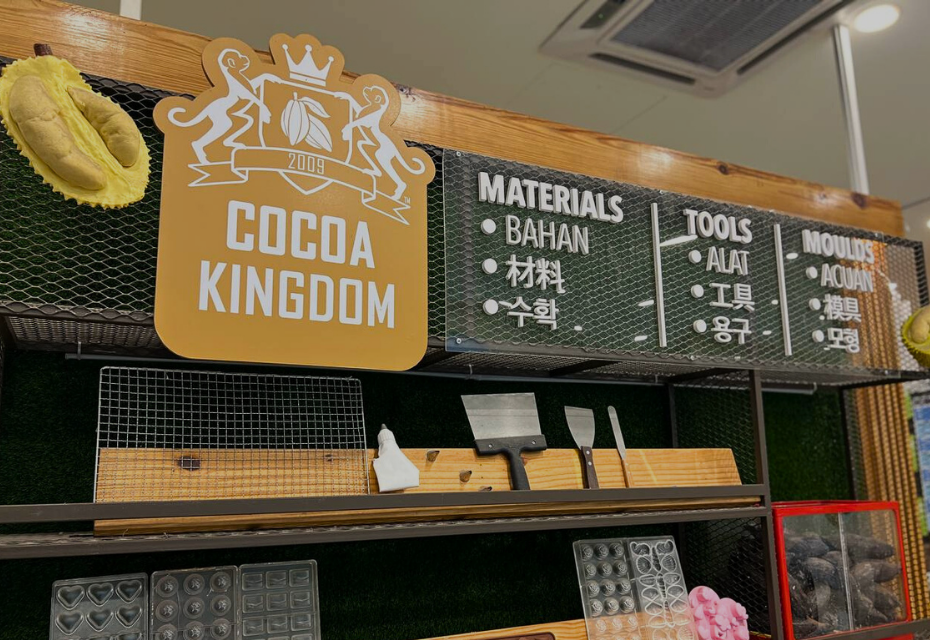 2009
COCOA
KINGDOM
TM
MATERIALS
BAHAN
材料
수확
TOOLS
ALAT
工具
용구
MOULDS
ACUAN
模具
모형